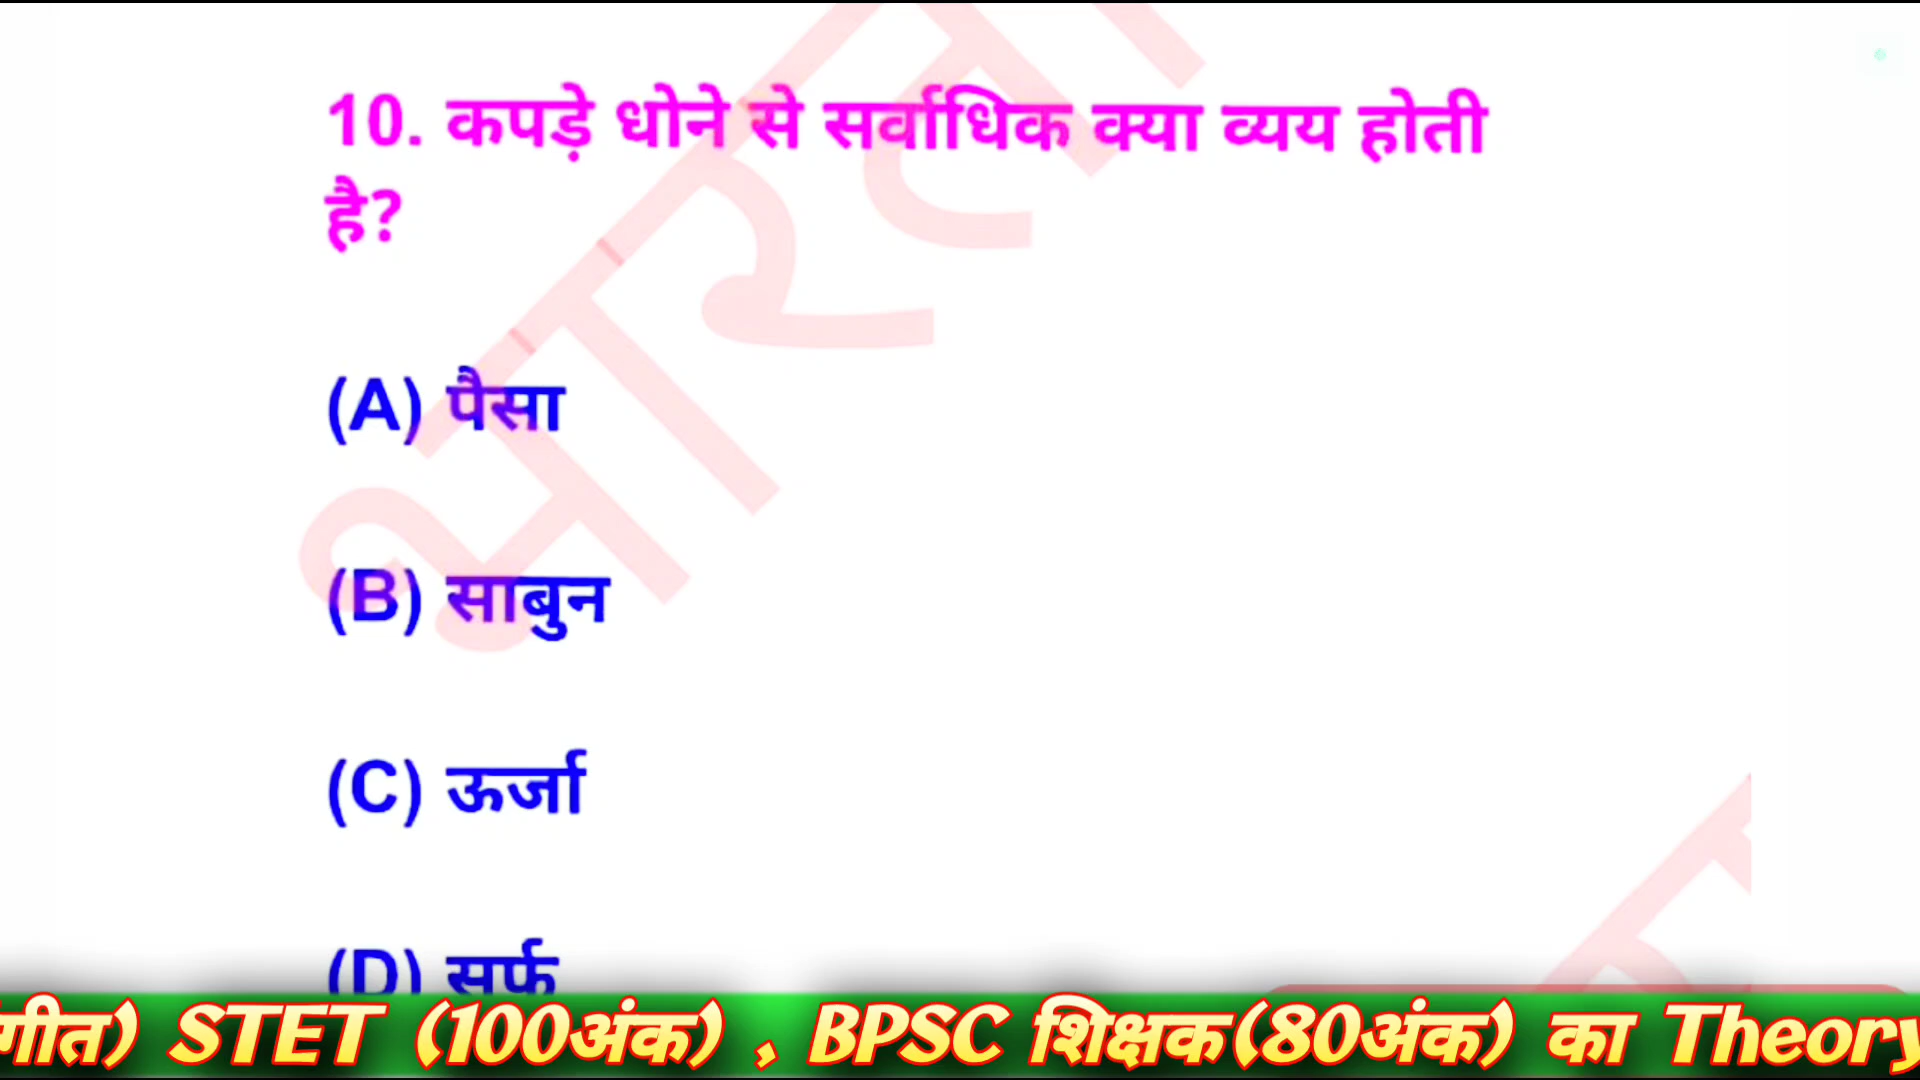 10. कपड़े धोने से सर्वाधिक क्या व्यय होती
है?
(A) पैसा
(B) साबुन
(C) ऊर्जा
(D) सर्फ
गीत) STET (100अंक) , BPSC शिक्षक(80अंक) का Theory